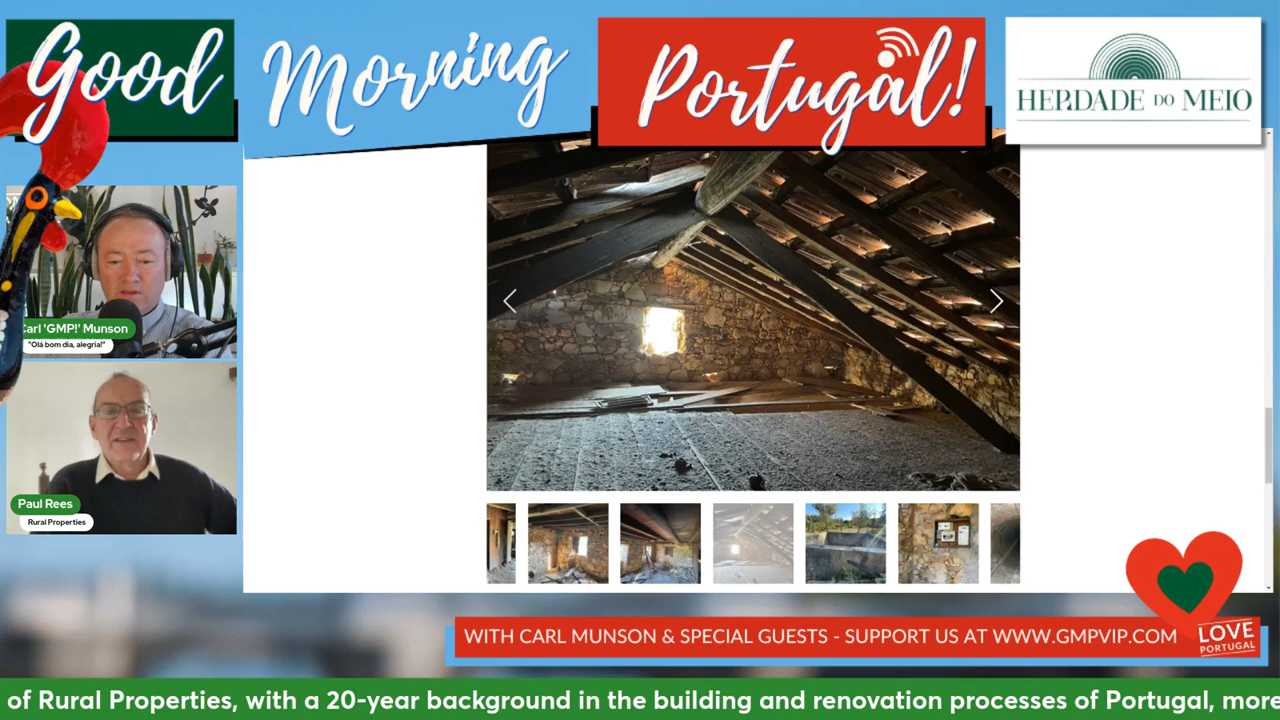 Good Morning Portugal!
HERDADE DO MEIO
Carl 'GMP!' Munson
"Olá bom dia, alegria!"
Paul Rees
Rural Properties
WITH CARL MUNSON & SPECIAL GUESTS - SUPPORT US AT WWW.GMPVIP.COM
LOVE
PORTUGAL
of Rural Properties, with a 20-year background in the building and renovation processes of Portugal, more